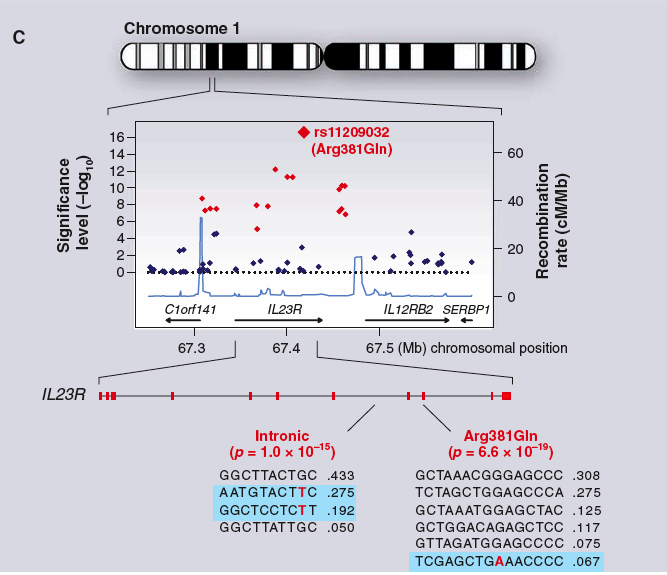 C
Chromosome 1
Significance level (–log₁₀)
16
14
12
10
8
6
4
2
0
rs11209032
(Arg381Gln)
60
40
20
0
Recombination rate (cM/Mb)
C1orf141
IL23R
IL12RB2
SERBP1
67.3
67.4
67.5 (Mb) chromosomal position
IL23R
Intronic
(p = 1.0 × 10⁻¹⁵)
GGCTTACTGC .433
AATGTACTTC .275
GGCTCCTCTT .192
GGCTTATTGC .050
Arg381Gln
(p = 6.6 × 10⁻¹⁹)
GCTAAACGGGAGCCC .308
TCTAGCTGGAGCCCA .275
GCTAAATGGAGCTAC .125
GCTGGACAGAGCTCC .117
GTTAGATGGAGCCCC .075
TCGAGCTGAAACCCC .067